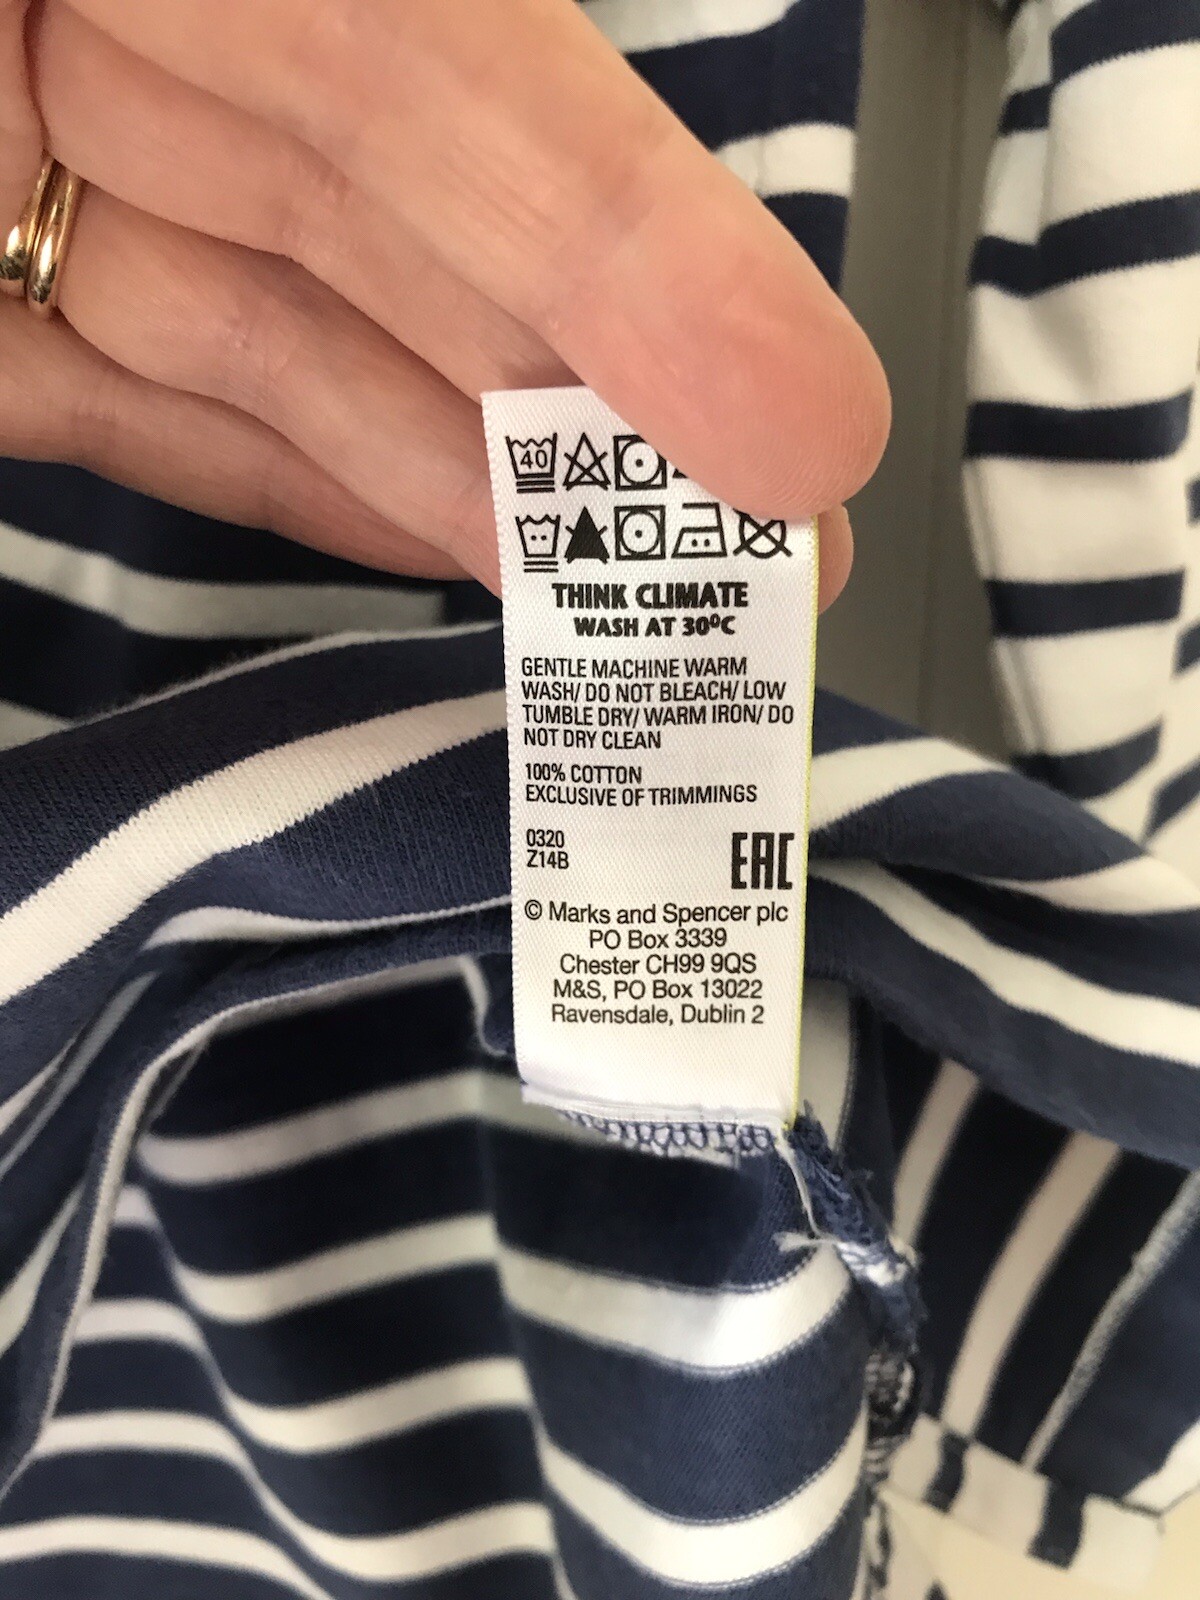 40
THINK CLIMATE
WASH AT 30ºC
GENTLE MACHINE WARM
WASH/ DO NOT BLEACH/ LOW
TUMBLE DRY/ WARM IRON/ DO
NOT DRY CLEAN
100% COTTON
EXCLUSIVE OF TRIMMINGS
0320
Z14B
EAC
© Marks and Spencer plc
PO Box 3339
Chester CH99 9QS
M&S, PO Box 13022
Ravensdale, Dublin 2